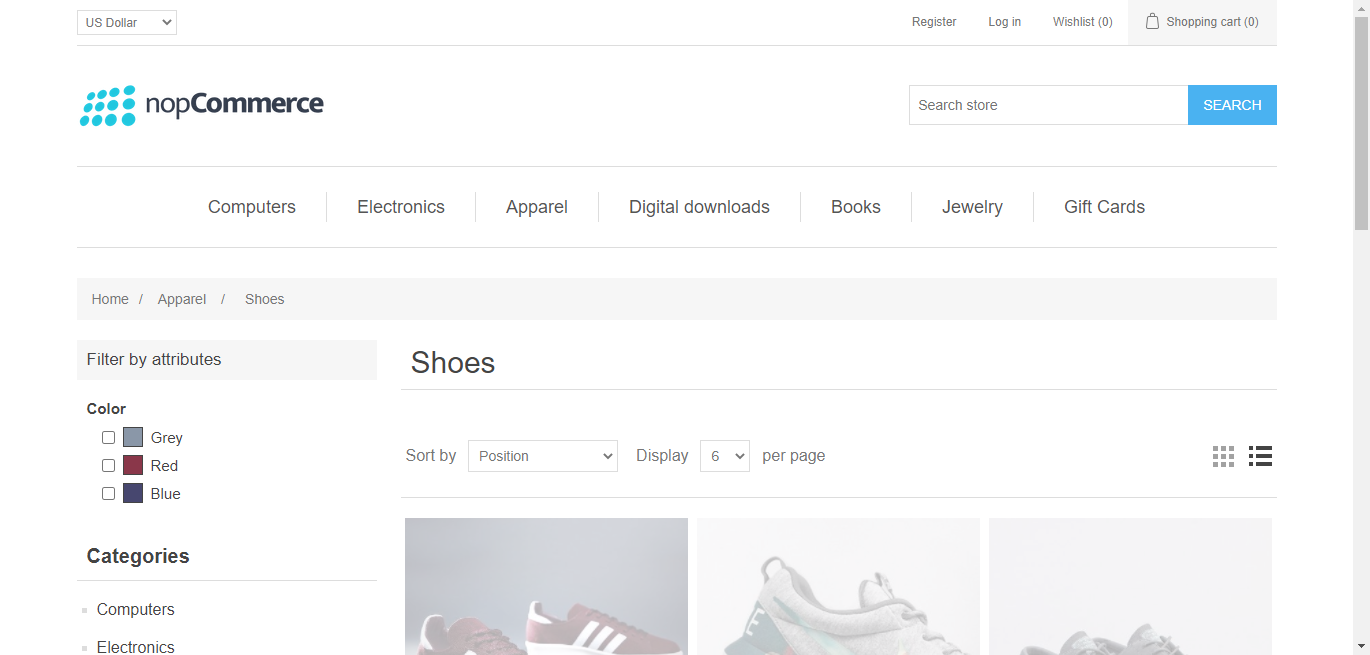 US Dollar
Register
Log in
Wishlist (0)
Shopping cart (0)
nopCommerce
Search store
SEARCH
Computers
Electronics
Apparel
Digital downloads
Books
Jewelry
Gift Cards
Home / Apparel / Shoes
Filter by attributes
Color
Grey
Red
Blue
Categories
Computers
Electronics
Shoes
Sort by
Position
Display
6
per page